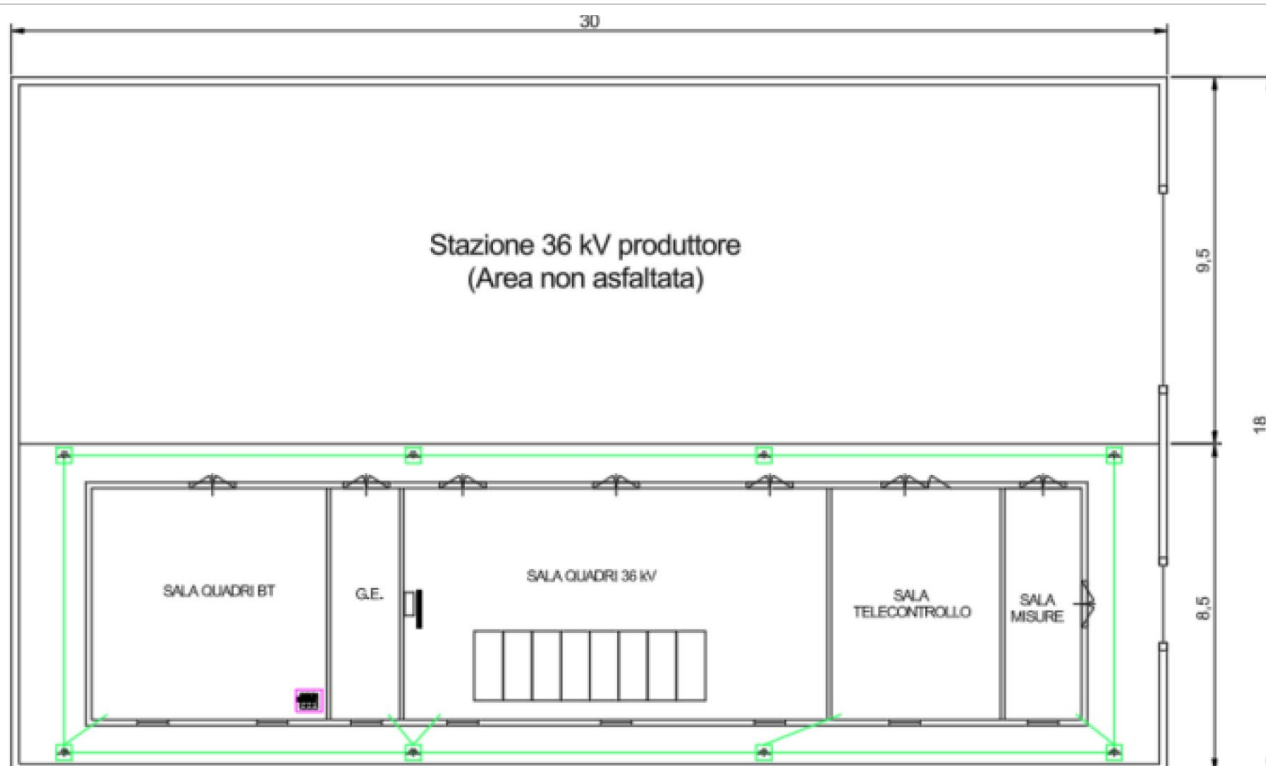 30
Stazione 36 kV produttore
(Area non asfaltata)
9,5
18
SALA QUADRI BT
G.E.
SALA QUADRI 36 kV
SALA
TELECONTROLLO
SALA
MISURE
8,5